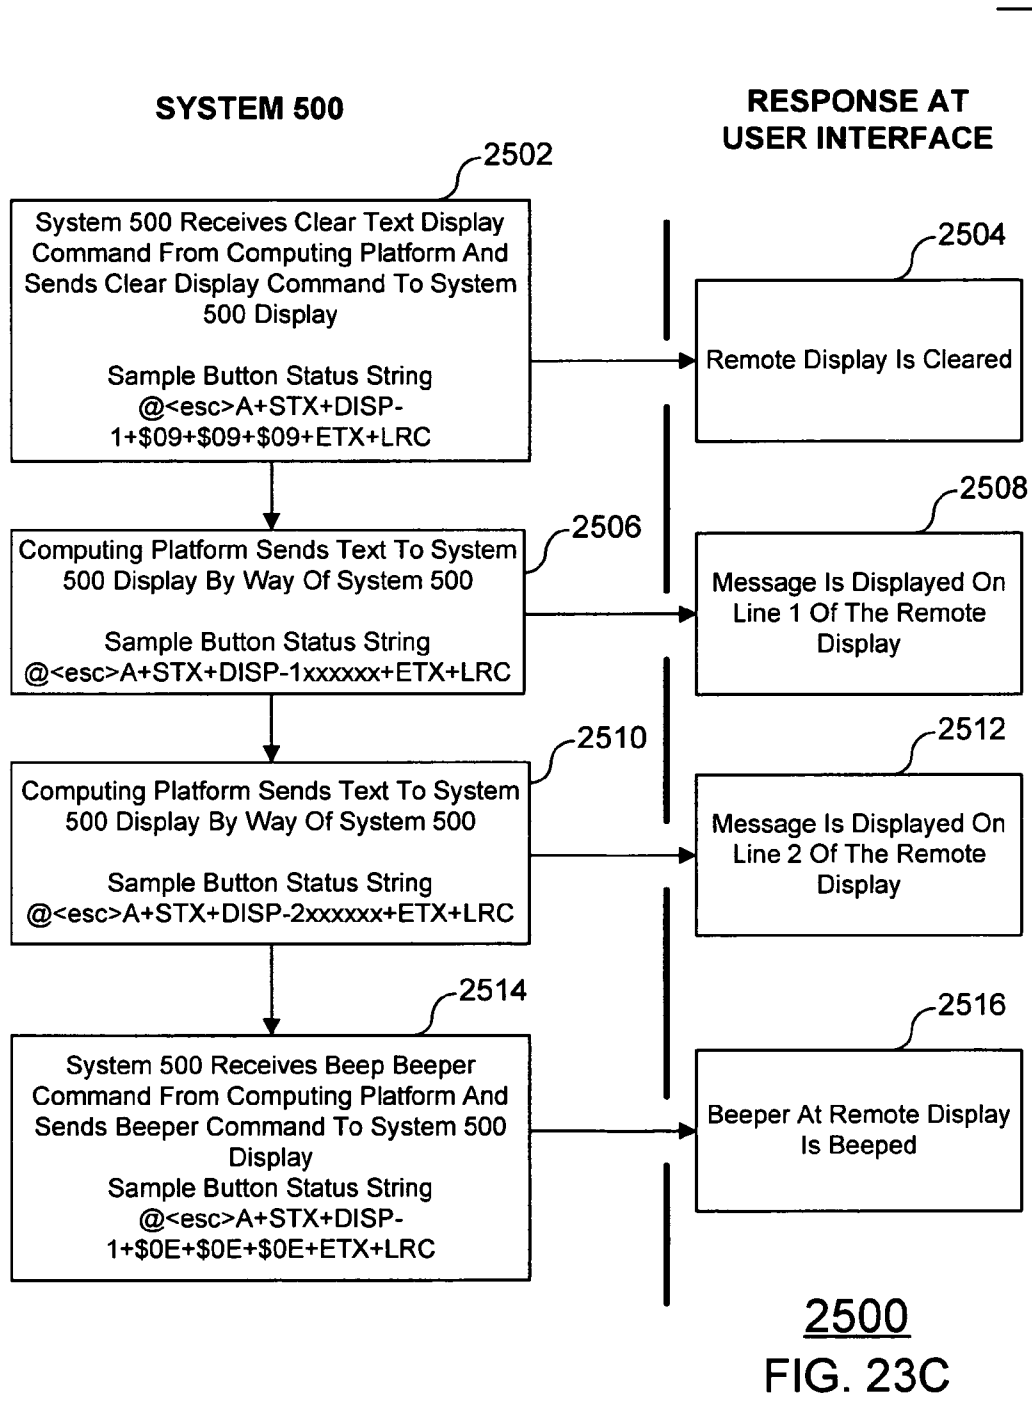 SYSTEM 500
RESPONSE AT
USER INTERFACE
2502
System 500 Receives Clear Text Display
Command From Computing Platform And
Sends Clear Display Command To System
500 Display
Sample Button Status String
@<esc>A+STX+DISP-
1+$09+$09+$09+ETX+LRC
2504
Remote Display Is Cleared
2506
Computing Platform Sends Text To System
500 Display By Way Of System 500
Sample Button Status String
@<esc>A+STX+DISP-1xxxxxx+ETX+LRC
2508
Message Is Displayed On
Line 1 Of The Remote
Display
2510
Computing Platform Sends Text To System
500 Display By Way Of System 500
Sample Button Status String
@<esc>A+STX+DISP-2xxxxxx+ETX+LRC
2512
Message Is Displayed On
Line 2 Of The Remote
Display
2514
System 500 Receives Beep Beeper
Command From Computing Platform And
Sends Beeper Command To System 500
Display
Sample Button Status String
@<esc>A+STX+DISP-
1+$0E+$0E+$0E+ETX+LRC
2516
Beeper At Remote Display
Is Beeped
2500
FIG. 23C